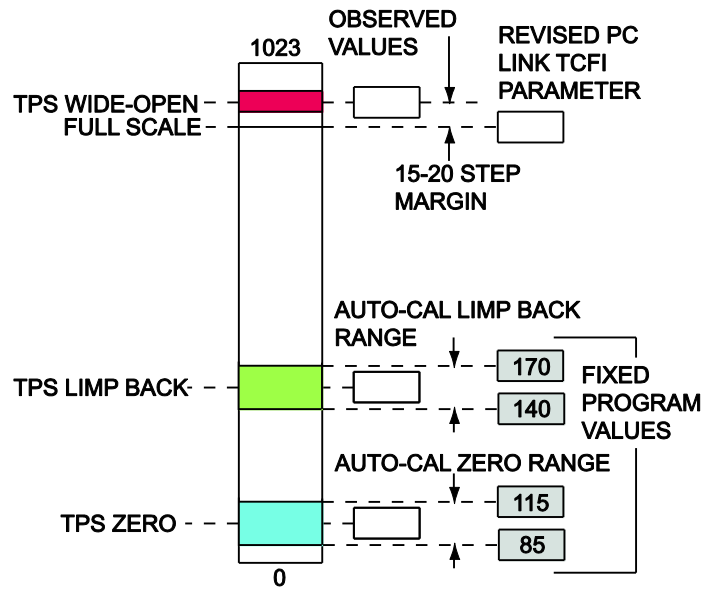 OBSERVED
VALUES
1023
REVISED PC
LINK TCFI
PARAMETER
TPS WIDE-OPEN
FULL SCALE
15-20 STEP
MARGIN
AUTO-CAL LIMP BACK
RANGE
170
TPS LIMP BACK
140
FIXED
PROGRAM
VALUES
AUTO-CAL ZERO RANGE
115
TPS ZERO
85
0